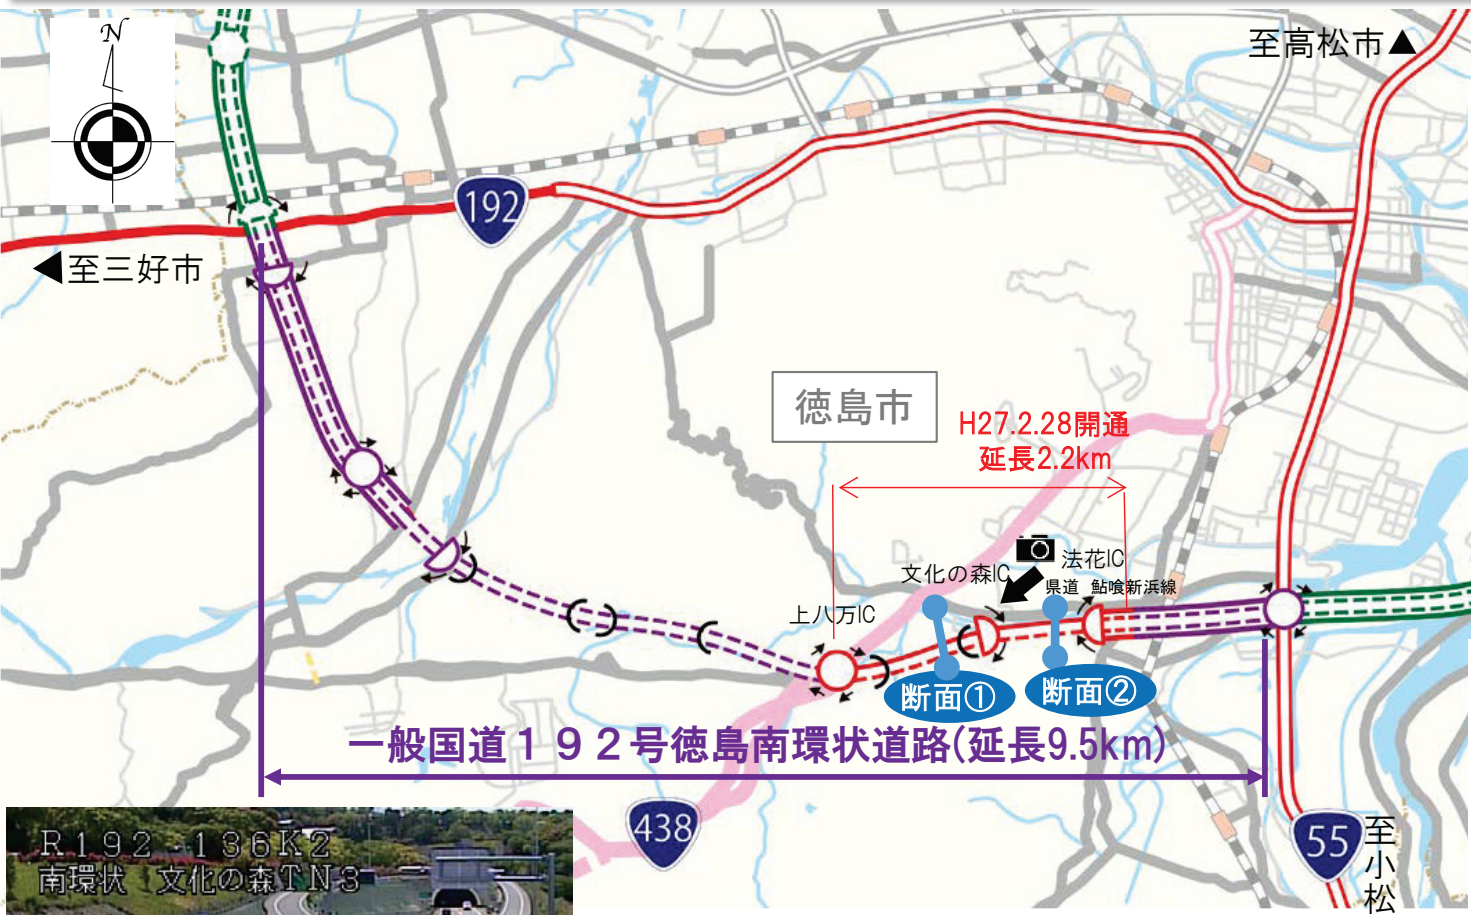 N
至高松市▲
192
◀至三好市
徳島市
H27.2.28開通
延長2.2km
法花IC
文化の森IC
県道 鮎喰新浜線
上八万IC
断面①
断面②
一般国道１９２号徳島南環状道路(延長9.5km)
438
55
至小松
R192 136K2
南環状 文化の森TN3